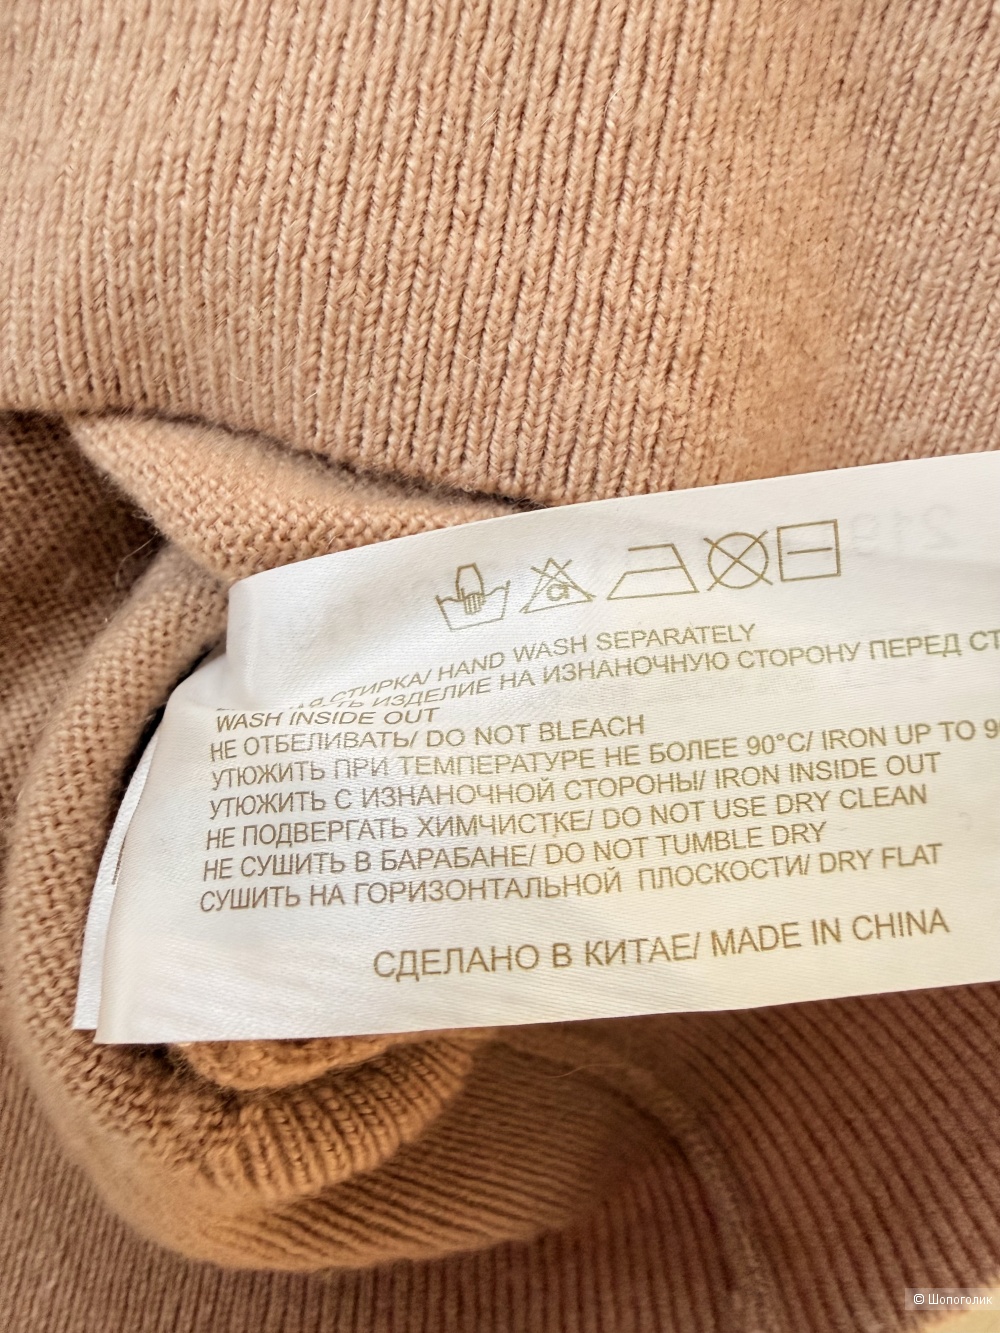 СТИРКА/ HAND WASH SEPARATELY
ИЗДЕЛИЕ НА ИЗНАНОЧНУЮ СТОРОНУ ПЕРЕД СТ
WASH INSIDE OUT
НЕ ОТБЕЛИВАТЬ/ DO NOT BLEACH
УТЮЖИТЬ ПРИ ТЕМПЕРАТУРЕ НЕ БОЛЕЕ 90°C/ IRON UP TO 9
УТЮЖИТЬ С ИЗНАНОЧНОЙ СТОРОНЫ/ IRON INSIDE OUT
НЕ ПОДВЕРГАТЬ ХИМЧИСТКЕ/ DO NOT USE DRY CLEAN
НЕ СУШИТЬ В БАРАБАНЕ/ DO NOT TUMBLE DRY
СУШИТЬ НА ГОРИЗОНТАЛЬНОЙ ПЛОСКОСТИ/ DRY FLAT
СДЕЛАНО В КИТАЕ/ MADE IN CHINA
© Шопоголик